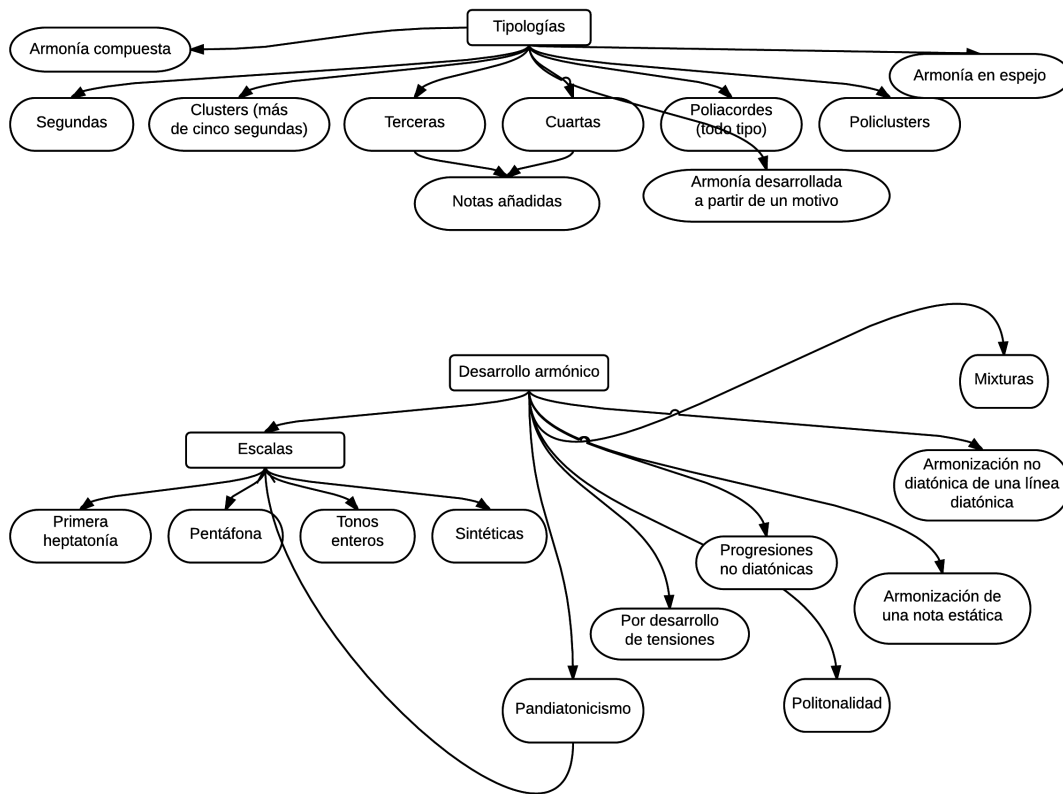 Tipologías
Armonía compuesta
Armonía en espejo
Segundas
Clusters (más
de cinco segundas)
Terceras
Cuartas
Poliacordes
(todo tipo)
Policlusters
Notas añadidas
Armonía desarrollada
a partir de un motivo
Desarrollo armónico
Mixturas
Escalas
Armonización no
diatónica de una línea
diatónica
Primera
heptatonía
Pentáfona
Tonos
enteros
Sintéticas
Progresiones
no diatónicas
Armonización de
una nota estática
Por desarrollo
de tensiones
Pandiatonicismo
Politonalidad